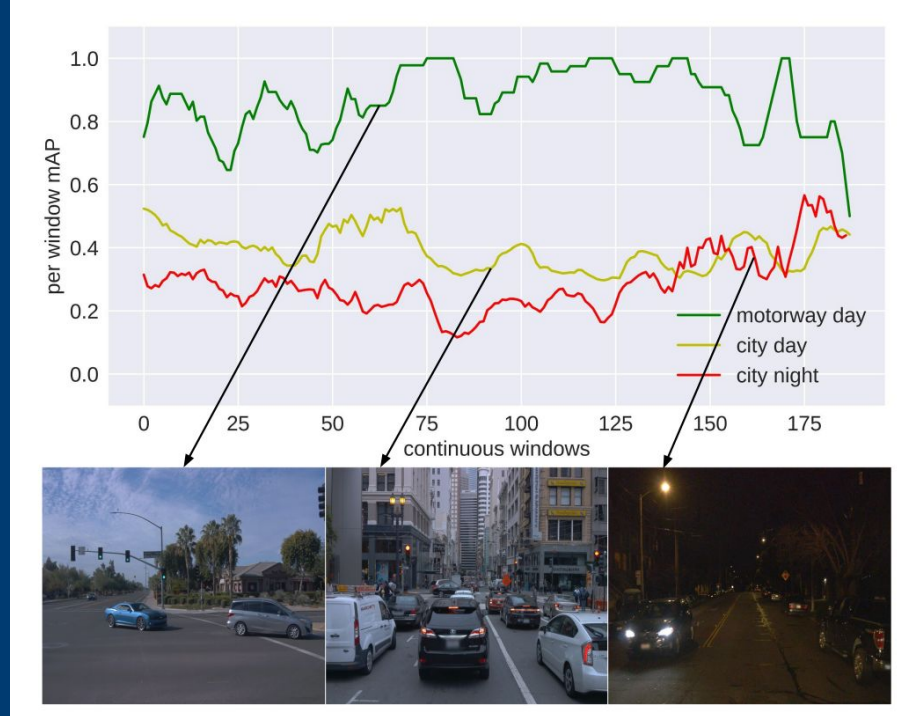 per window mAP
1.0
0.8
0.6
0.4
0.2
0.0
motorway day
city day
city night
0 25 50 75 100 125 150 175
continuous windows